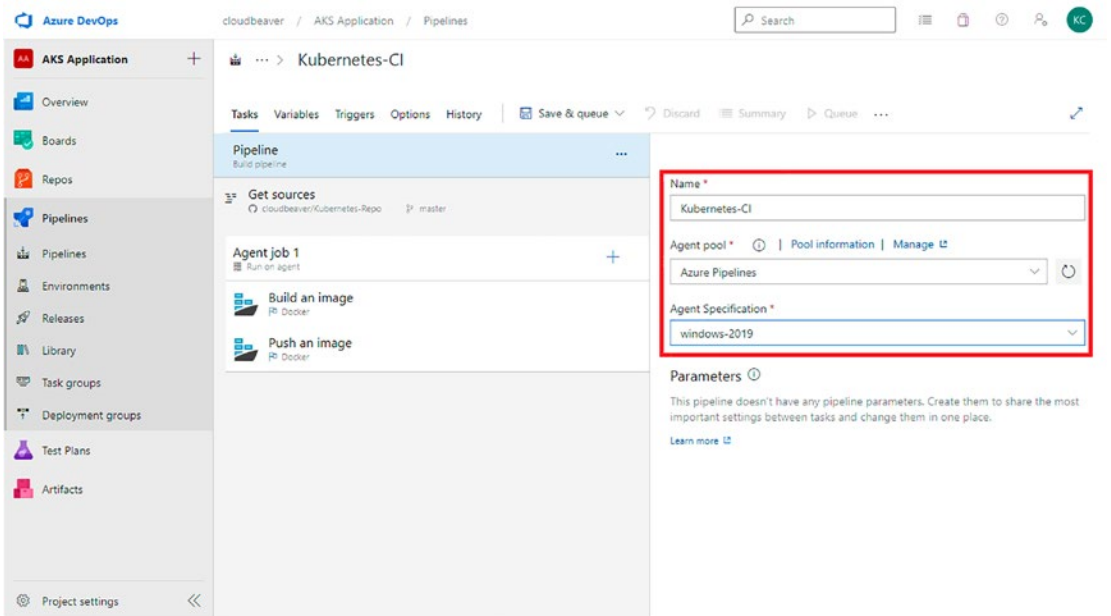 Azure DevOps
cloudbeaver / AKS Application / Pipelines
Search
KC
AA AKS Application +
Overview
Boards
Repos
Pipelines
Pipelines
Environments
Releases
Library
Task groups
Deployment groups
Test Plans
Artifacts
Project settings
··· > Kubernetes-CI
Tasks Variables Triggers Options History | Save & queue Discard Summary Queue ...
Pipeline ...
Build pipeline
Get sources
cloudbeaver/Kubernetes-Repo master
Agent job 1 +
Run on agent
Build an image
Docker
Push an image
Docker
Name *
Kubernetes-CI
Agent pool * | Pool information | Manage
Azure Pipelines
Agent Specification *
windows-2019
Parameters
This pipeline doesn't have any pipeline parameters. Create them to share the most
important settings between tasks and change them in one place.
Learn more